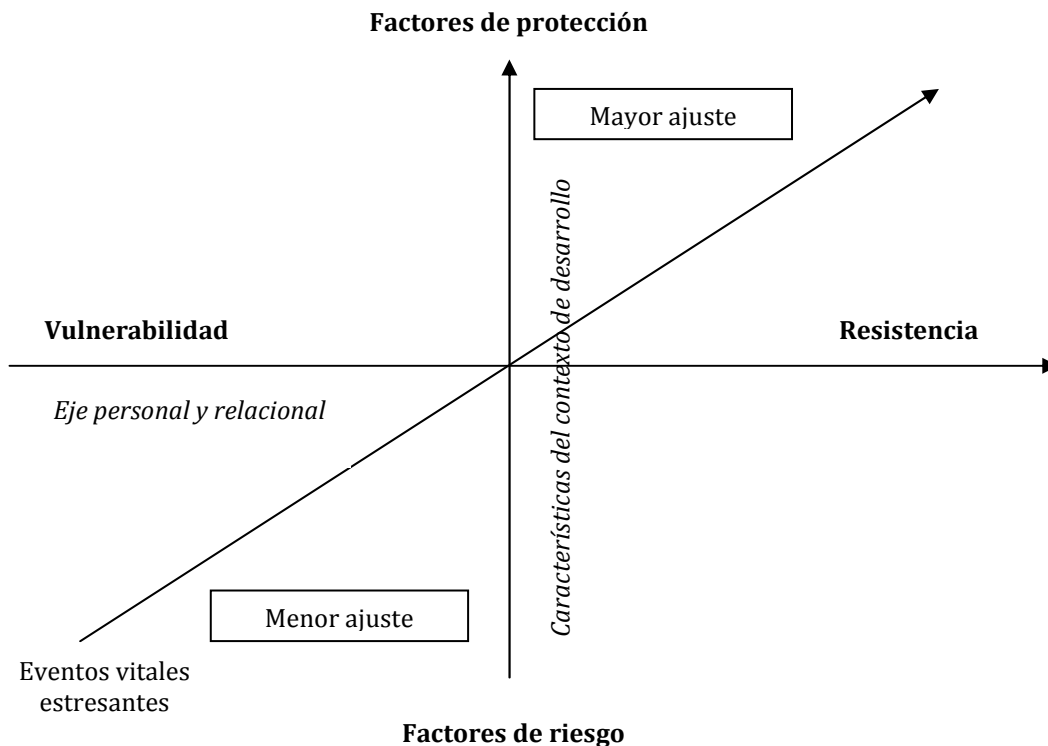 Factores de protección
Mayor ajuste
Características del contexto de desarrollo
Vulnerabilidad
Resistencia
Eje personal y relacional
Menor ajuste
Eventos vitales
estresantes
Factores de riesgo